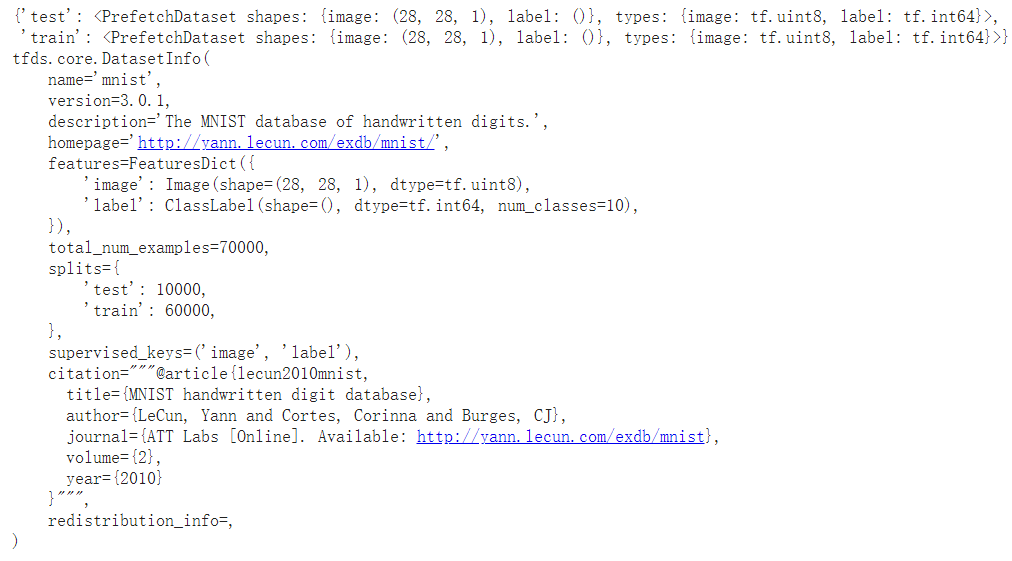 {'test': <PrefetchDataset shapes: {image: (28, 28, 1), label: ()}, types: {image: tf.uint8, label: tf.int64}>,
 'train': <PrefetchDataset shapes: {image: (28, 28, 1), label: ()}, types: {image: tf.uint8, label: tf.int64}>}
tfds.core.DatasetInfo(
    name='mnist',
    version=3.0.1,
    description='The MNIST database of handwritten digits.',
    homepage='http://yann.lecun.com/exdb/mnist/',
    features=FeaturesDict({
        'image': Image(shape=(28, 28, 1), dtype=tf.uint8),
        'label': ClassLabel(shape=(), dtype=tf.int64, num_classes=10),
    }),
    total_num_examples=70000,
    splits={
        'test': 10000,
        'train': 60000,
    },
    supervised_keys=('image', 'label'),
    citation="""@article{lecun2010mnist,
      title={MNIST handwritten digit database},
      author={LeCun, Yann and Cortes, Corinna and Burges, CJ},
      journal={ATT Labs [Online]. Available: http://yann.lecun.com/exdb/mnist},
      volume={2},
      year={2010}
    }""",
    redistribution_info=,
)